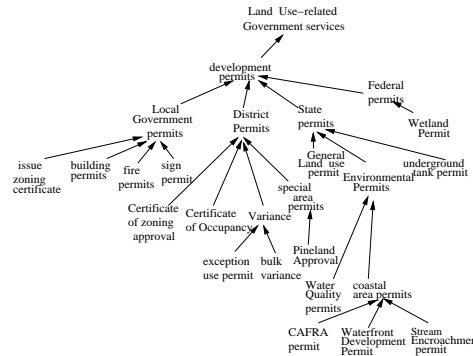 Land Use-related
Government services
development
permits
Federal
permits
Local
Government
permits
District
Permits
State
permits
Wetland
Permit
General
Land use
permit
underground
tank permit
issue
zoning
certificate
building
permits
fire
permits
sign
permit
Environmental
Permits
special
area
permits
Certificate
of zoning
approval
Certificate
of Occupancy
Variance
Pineland
Approval
exception
use permit
bulk
variance
Water
Quality
permits
coastal
area permits
CAFRA
permit
Waterfront
Development
Permit
Stream
Encroachmen
permit